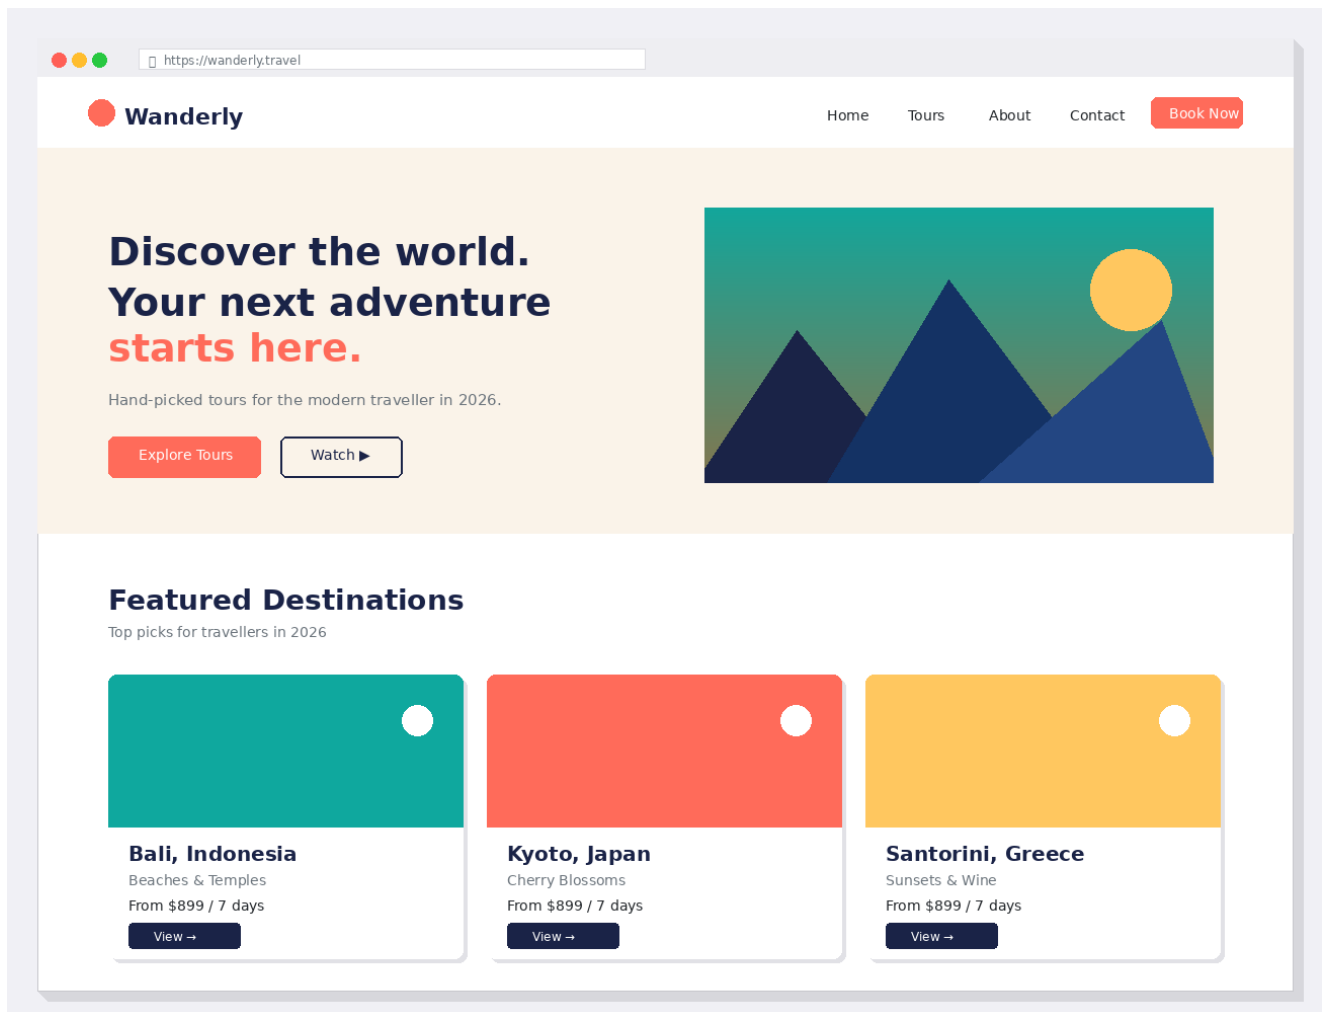 https://wanderly.travel
Wanderly
Home Tours About Contact Book Now
Discover the world.
Your next adventure
starts here.
Hand-picked tours for the modern traveller in 2026.
Explore Tours Watch ▶
Featured Destinations
Top picks for travellers in 2026
Bali, Indonesia
Beaches & Temples
From $899 / 7 days
View →
Kyoto, Japan
Cherry Blossoms
From $899 / 7 days
View →
Santorini, Greece
Sunsets & Wine
From $899 / 7 days
View →